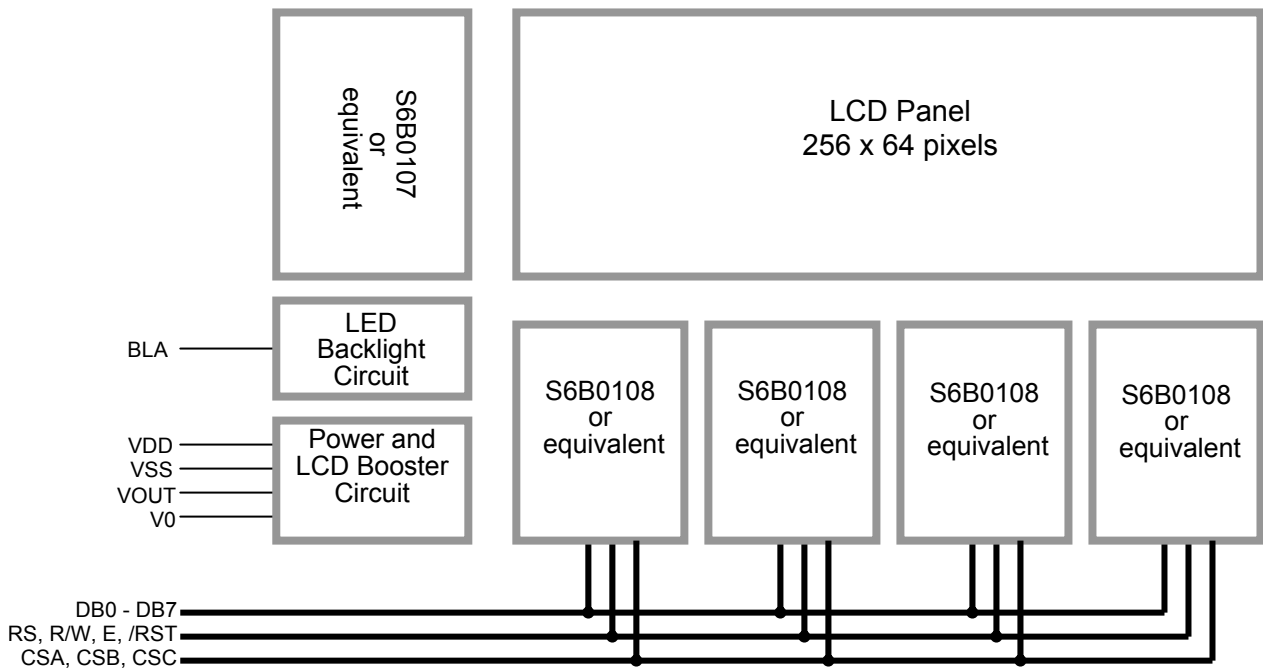 S6B0107
or
equivalent
LCD Panel
256 x 64 pixels
BLA
LED
Backlight
Circuit
VDD
VSS
VOUT
V0
Power and
LCD Booster
Circuit
S6B0108
or
equivalent
S6B0108
or
equivalent
S6B0108
or
equivalent
S6B0108
or
equivalent
DB0 - DB7
RS, R/W, E, /RST
CSA, CSB, CSC